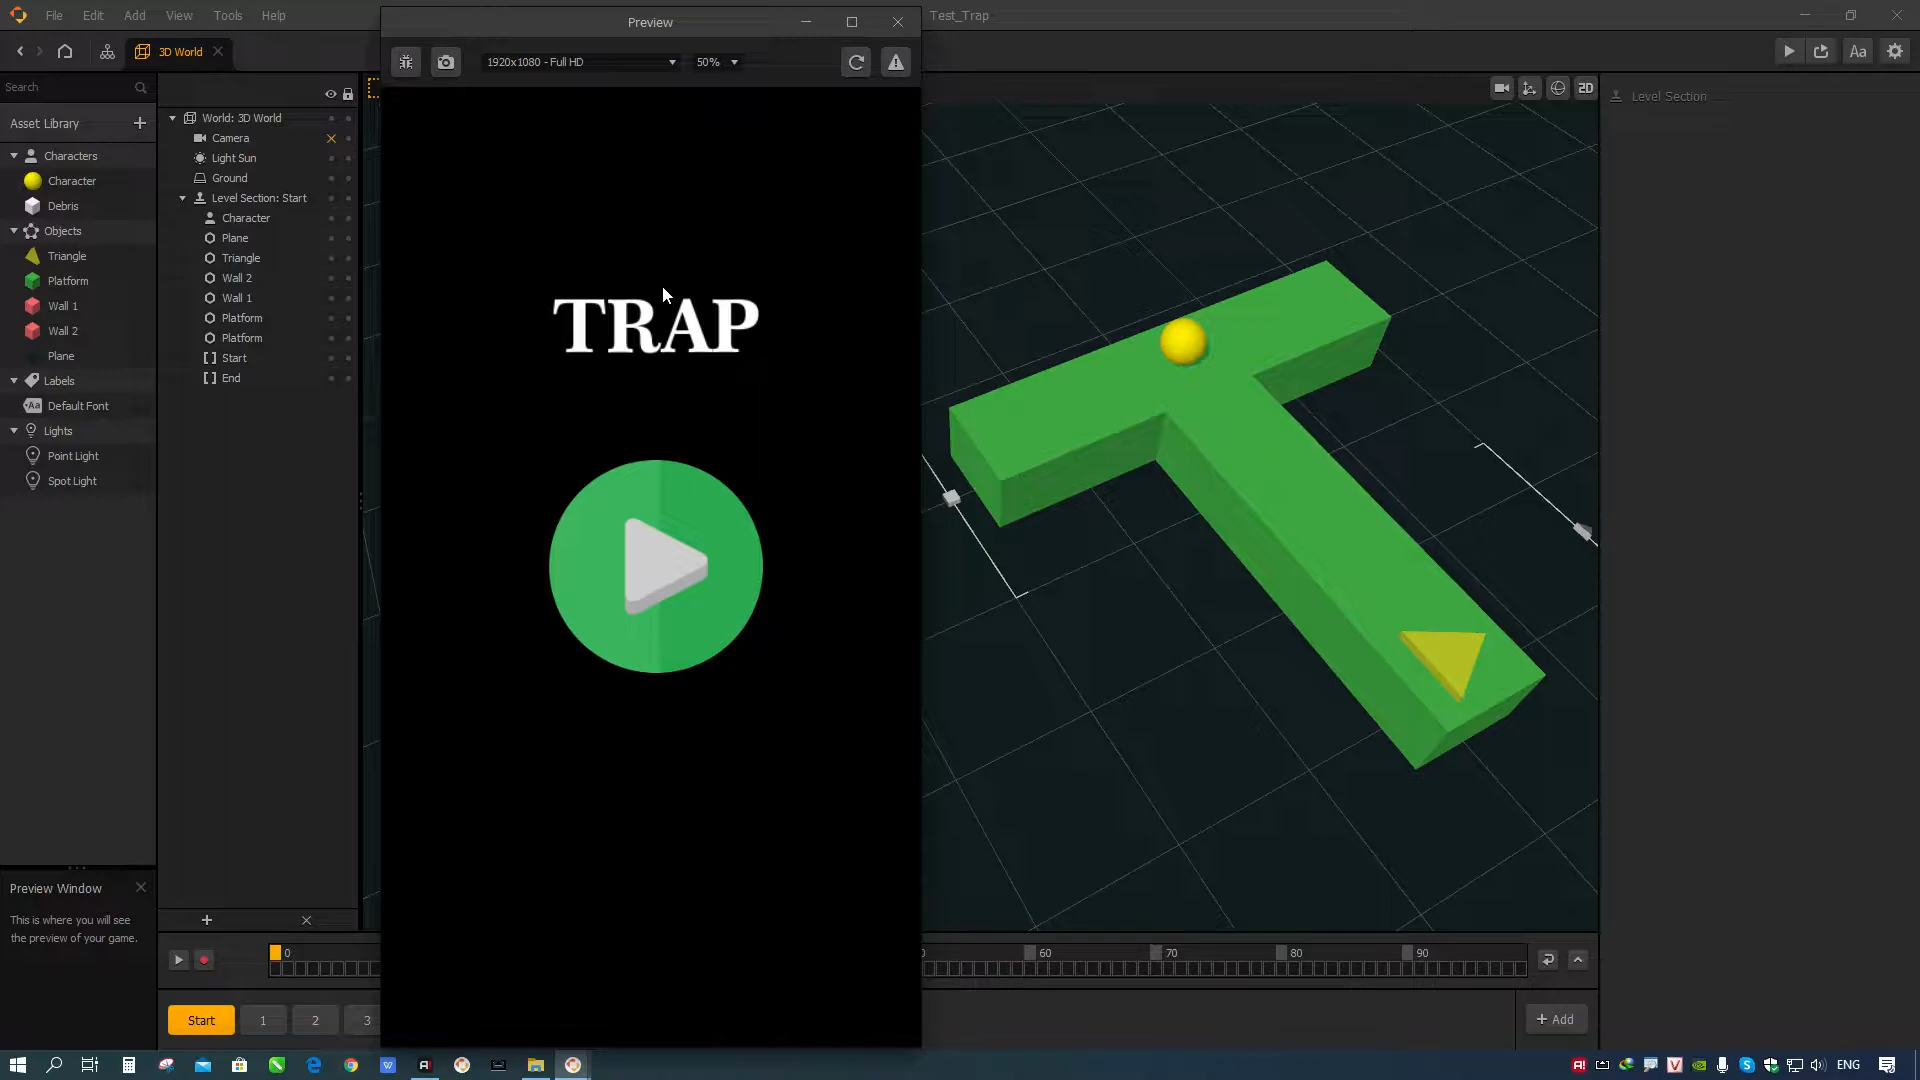 File Edit View Add Tools Help
Preview
Test_Trap
3D World
1920x1080 - Full HD
50%
Aa
Search
2D
Level Section
Asset Library
World: 3D World
Characters
Camera
Light Sun
Character
Ground
Debris
Level Section: Start
Objects
Character
Plane
Triangle
Triangle
Platform
Wall 2
Wall 1
Wall 1
Platform
Wall 2
Platform
Plane
Start
Labels
End
Aa Default Font
Lights
Point Light
Spot Light
TRAP
Preview Window
This is where you will see
the preview of your game.
0
60
70
80
90
Start
1
2
3
+ Add
ENG